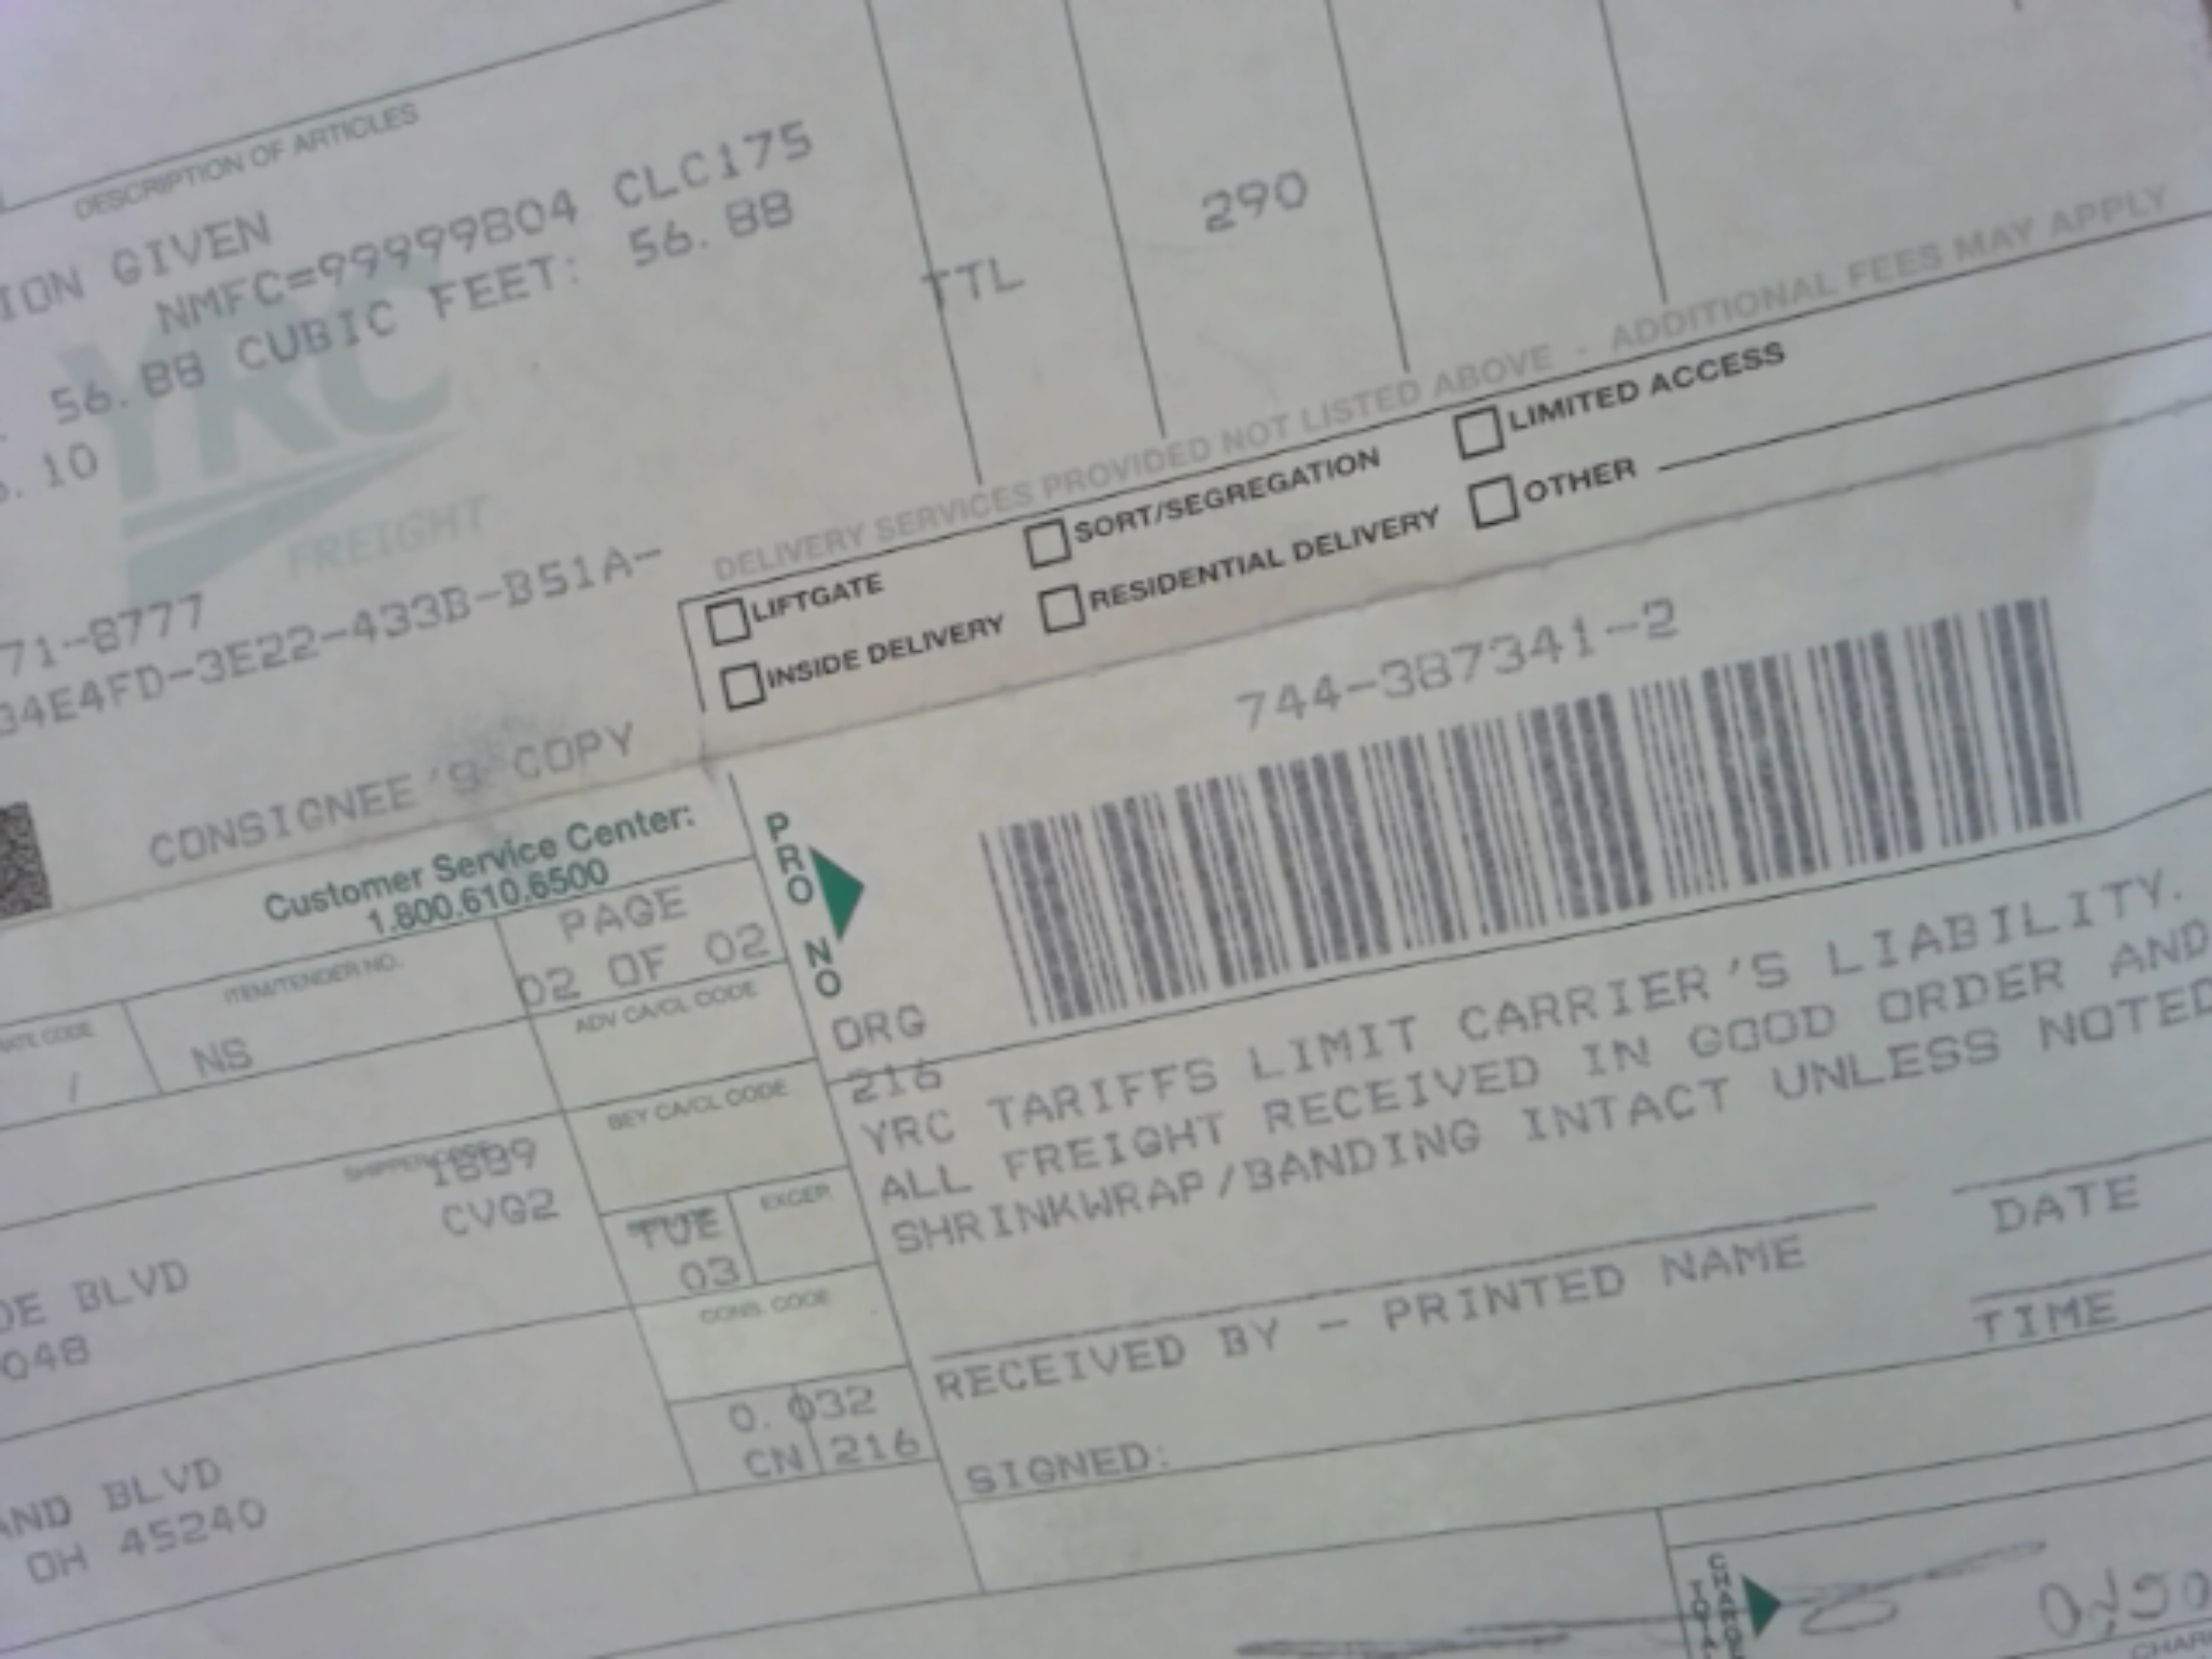 DESCRIPTION OF ARTICLES
ION GIVEN
NMFC=99999804 CLC175
56.88 CUBIC FEET: 56.88
.10
TTL
290
YRC
FREIGHT
71-8777
34E4FD-3E22-433B-B51A-
CONSIGNEE'S COPY
DELIVERY SERVICES PROVIDED NOT LISTED ABOVE - ADDITIONAL FEES MAY APPLY
LIFTGATE
SORT/SEGREGATION
LIMITED ACCESS
INSIDE DELIVERY
RESIDENTIAL DELIVERY
OTHER
Customer Service Center:
1.800.610.6500
PRO NO
744-387341-2
PAGE
02 OF 02
ITEM/TENDER NO.
NS
ATE CODE
/
ADV CA/CL CODE
BEY CA/CL CODE
ORG
216
YRC TARIFFS LIMIT CARRIER'S LIABILITY.
ALL FREIGHT RECEIVED IN GOOD ORDER AND
SHRINKWRAP/BANDING INTACT UNLESS NOTED
1889
CVG2
TUE
03
DE BLVD
048
CONS. CODE
0.032
CN 216
RECEIVED BY - PRINTED NAME
DATE
TIME
SIGNED:
AND BLVD
OH 45240